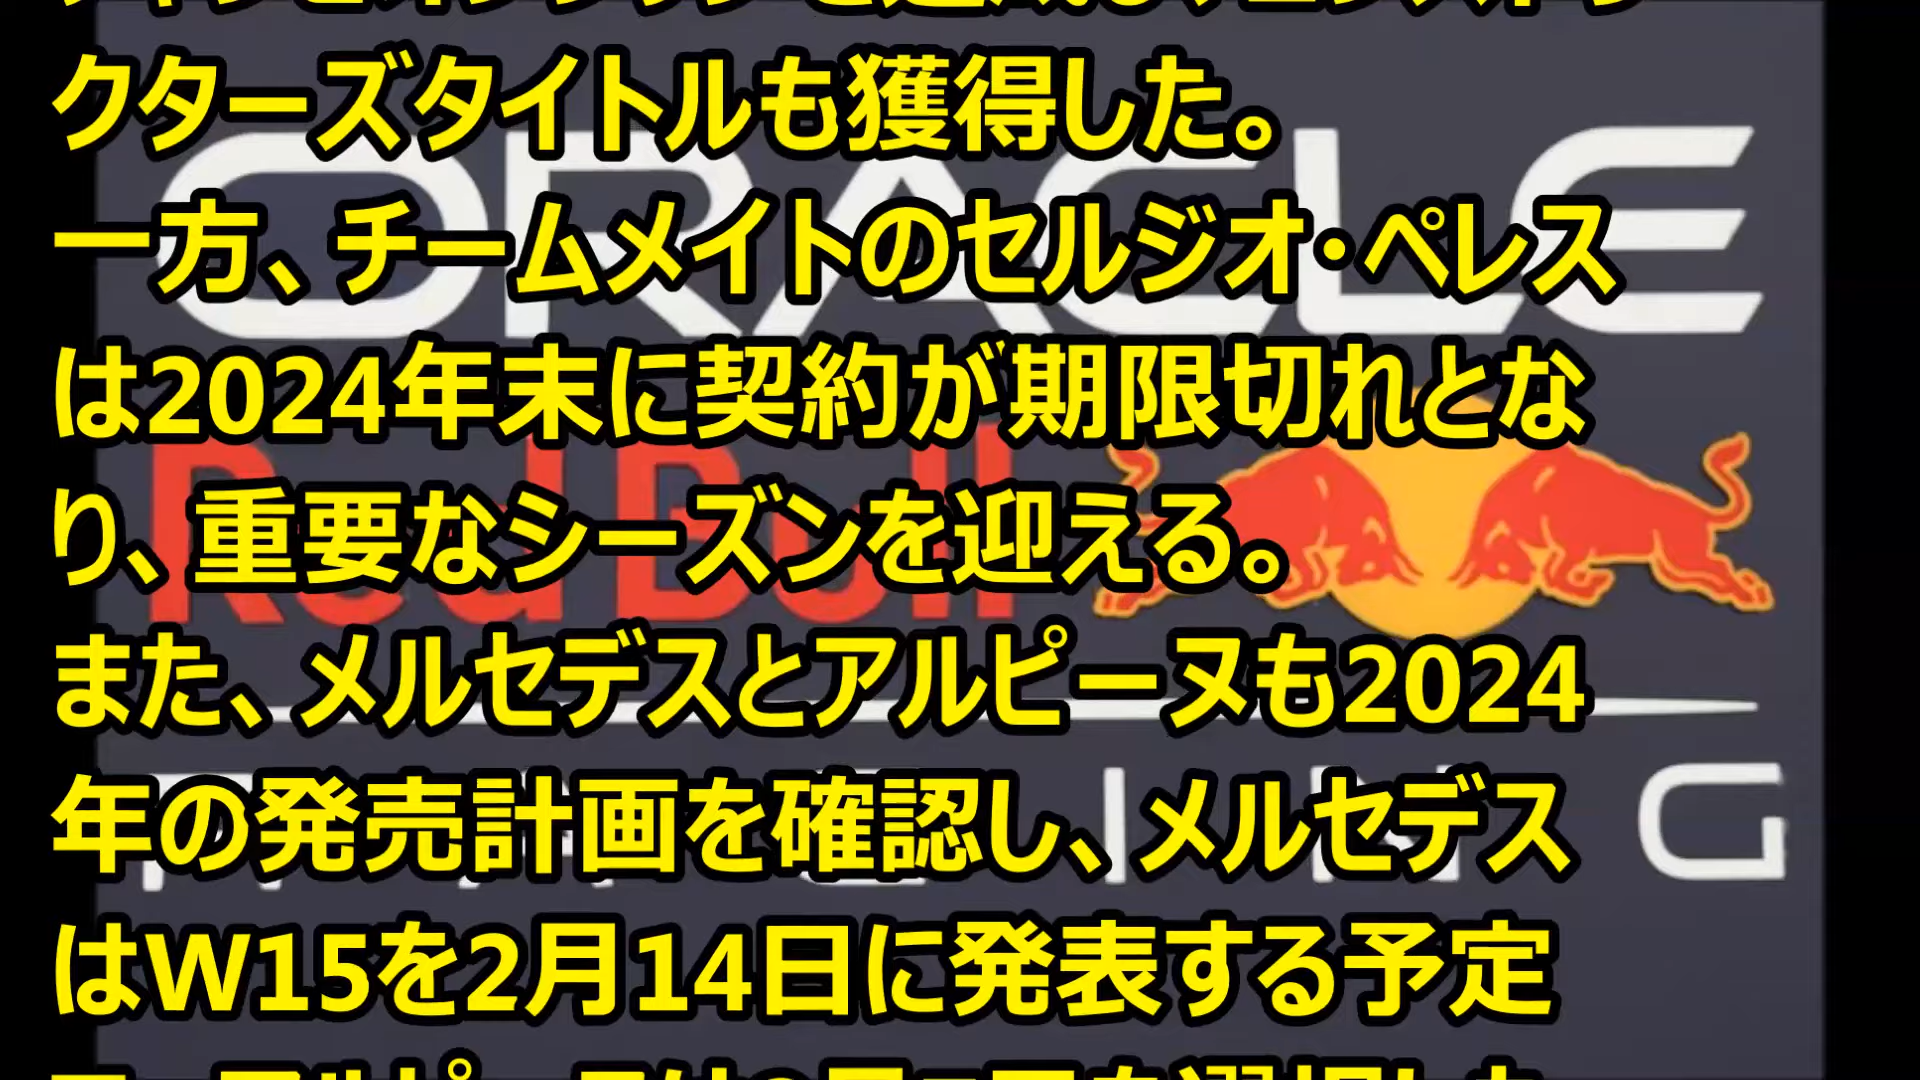 クターズタイトルも獲得した。
一方、チームメイトのセルジオ・ペレス
は2024年末に契約が期限切れとな
り、重要なシーズンを迎える。
また、メルセデスとアルピーヌも2024
年の発売計画を確認し、メルセデス
はW15を2月14日に発表する予定
ORACLE
Red Bull
RACING